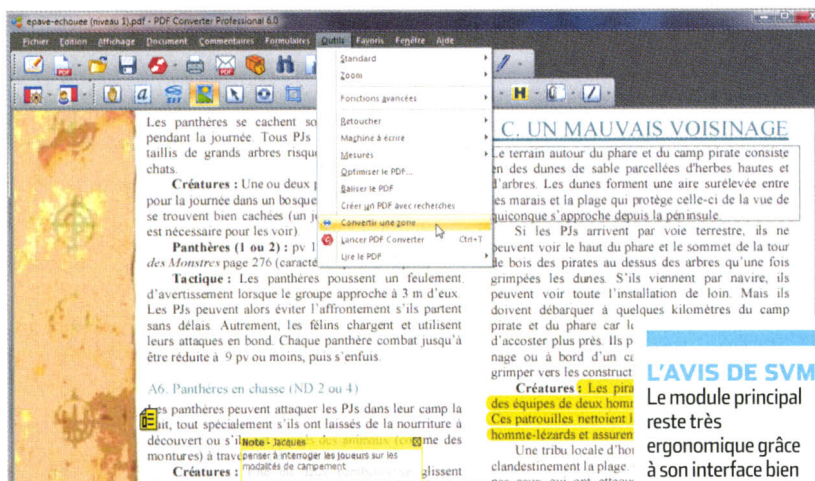 epave-echouee (niveau 1).pdf - PDF Converter Professional 6.0
Fichier Edition Affichage Document Commentaires Formulaires Outils Favoris Fenêtre Aide
Standard
Zoom
Fonctions avancées
Retoucher
Machine à écrire
Mesures
Optimiser le PDF...
Baliser le PDF
Créer un PDF avec recherches
Convertir une zone
Lancer PDF Converter Ctrl+T
Lire le PDF
Les panthères se cachent so
pendant la journée. Tous PJs
taillis de grands arbres risque
chats.
Créatures : Une ou deux p
pour la journée dans un bosque
se trouvent bien cachées (un je
est nécessaire pour les voir)
Panthères (1 ou 2) : pv 1
des Monstres page 276 (caracté
Tactique : Les panthères poussent un feulement
d'avertissement lorsque le groupe approche à 3 m d'eux.
Les PJs peuvent alors éviter l'affrontement s'ils partent
sans délais. Autrement, les félins chargent et utilisent
leurs attaques en bond. Chaque panthère combat jusqu'à
être réduite à 9 pv ou moins, puis s'enfuis.
A6. Panthères en chasse (ND 2 ou 4)
Les panthères peuvent attaquer les PJs dans leur camp la
nuit, tout spécialement s'ils ont laissés de la nourriture à
découvert ou s'il des animaux (comme des
montures) à trave
Créatures : glissent
Note - Jacques
penser à interroger les joueurs sur les
modalités de campement
C. UN MAUVAIS VOISINAGE
Le terrain autour du phare et du camp pirate consiste
en des dunes de sable parcellées d'herbes hautes et
d'arbres. Les dunes forment une aire surélevée entre
les marais et la plage qui protège celle-ci de la vue de
quiconque s'approche depuis la péninsule.
Si les PJs arrivent par voie terrestre, ils ne
peuvent voir le haut du phare et le sommet de la tour
de bois des pirates au dessus des arbres qu'une fois
grimpées les dunes. S'ils viennent par navire, ils
peuvent voir toute l'installation de loin. Mais ils
doivent débarquer à quelques kilomètres du camp
pirate et du phare car le
d'accoster plus près. Ils p
nage ou à bord d'un ca
grimper vers les construct
Créatures : Les pira
des équipes de deux homm
Ces patrouilles nettoient l
homme-lézards et assuren
Une tribu locale d'hom
clandestinement la plage.
L'AVIS DE SVM
Le module principal
reste très
ergonomique grâce
à son interface bien